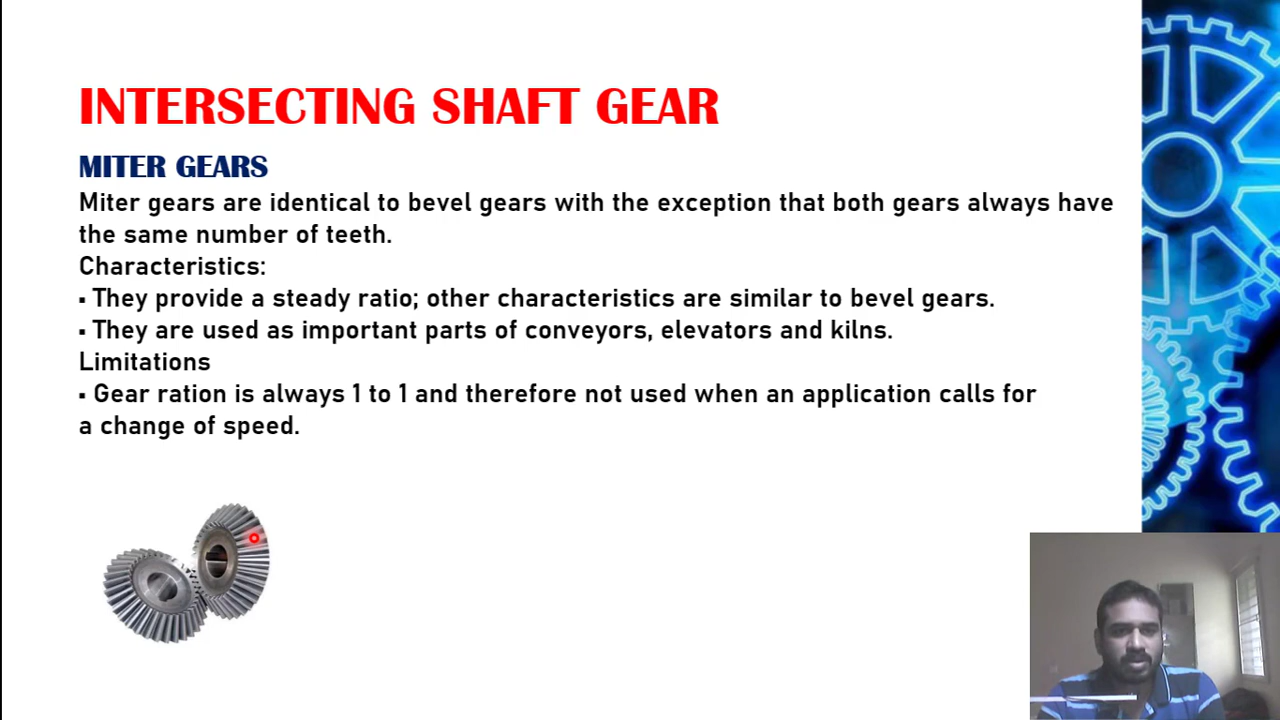 INTERSECTING SHAFT GEAR
MITER GEARS
Miter gears are identical to bevel gears with the exception that both gears always have
the same number of teeth.
Characteristics:
▪ They provide a steady ratio; other characteristics are similar to bevel gears.
▪ They are used as important parts of conveyors, elevators and kilns.
Limitations
▪ Gear ration is always 1 to 1 and therefore not used when an application calls for
a change of speed.